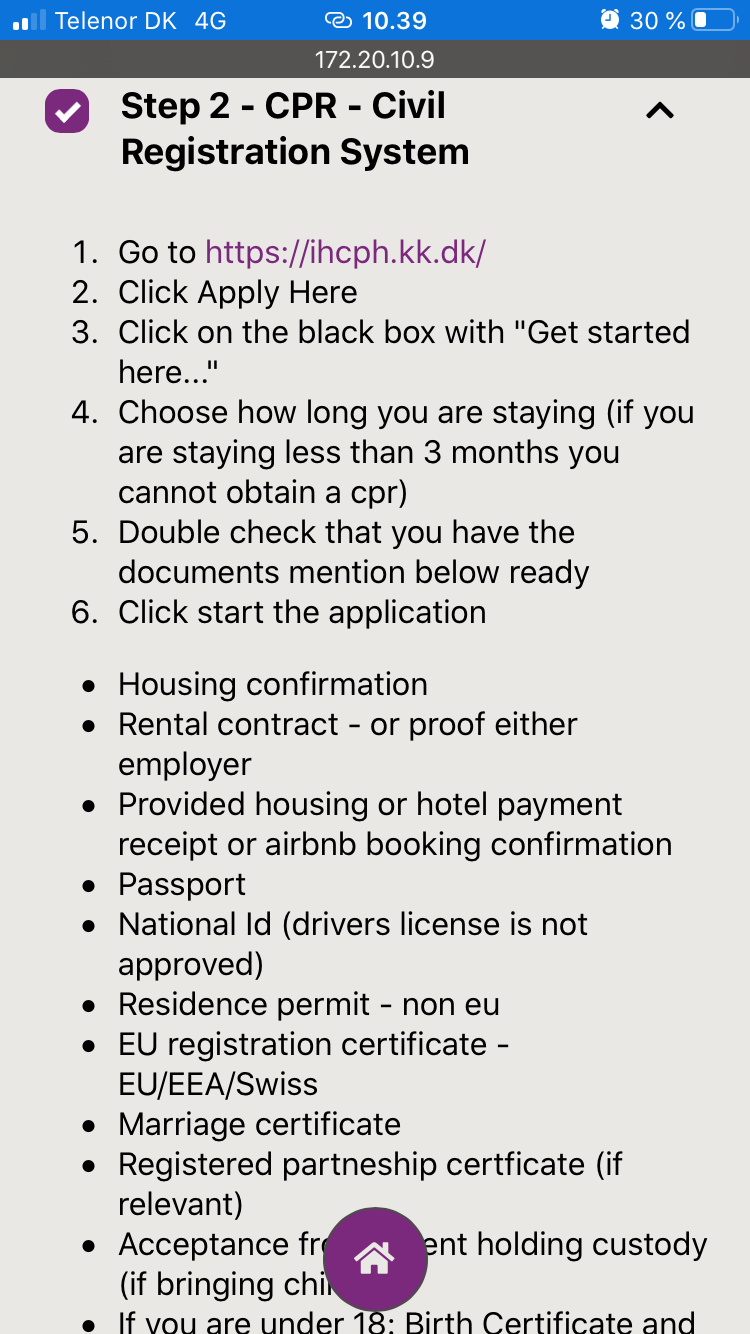 Telenor DK 4G 10.39 30 %
172.20.10.9
Step 2 - CPR - Civil
Registration System
1. Go to https://ihcph.kk.dk/
2. Click Apply Here
3. Click on the black box with "Get started
here..."
4. Choose how long you are staying (if you
are staying less than 3 months you
cannot obtain a cpr)
5. Double check that you have the
documents mention below ready
6. Click start the application
• Housing confirmation
• Rental contract - or proof either
employer
• Provided housing or hotel payment
receipt or airbnb booking confirmation
• Passport
• National Id (drivers license is not
approved)
• Residence permit - non eu
• EU registration certificate -
EU/EEA/Swiss
• Marriage certificate
• Registered partneship certficate (if
relevant)
• Acceptance holding custody
(if bringing
• If you are under 18: Birth Certificate and